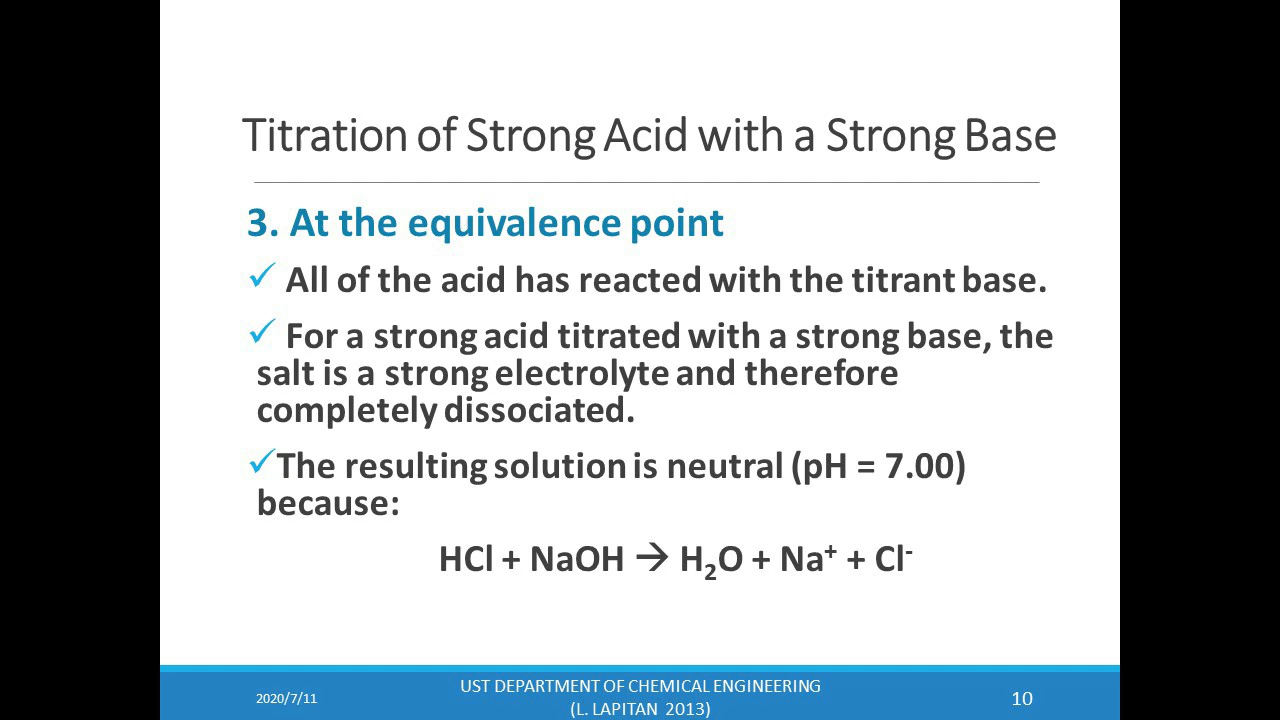 Titration of Strong Acid with a Strong Base
3. At the equivalence point
✓ All of the acid has reacted with the titrant base.
✓ For a strong acid titrated with a strong base, the
salt is a strong electrolyte and therefore
completely dissociated.
✓The resulting solution is neutral (pH = 7.00)
because:
HCl + NaOH → H₂O + Na⁺ + Cl⁻
2020/7/11
UST DEPARTMENT OF CHEMICAL ENGINEERING
(L. LAPITAN 2013)
10